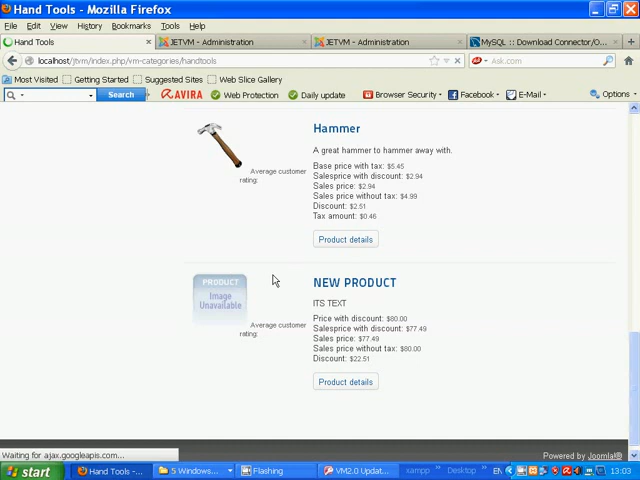 Hand Tools - Mozilla Firefox
File Edit View History Bookmarks Tools Help
Hand Tools JETVM - Administration JETVM - Administration MySQL :: Download Connector/O...
localhost/jtvm/index.php/vm-categories/handtools Ask.com
Most Visited Getting Started Suggested Sites Web Slice Gallery
Search AVIRA Web Protection Daily update Browser Security Facebook E-Mail Options
Hammer
A great hammer to hammer away with.
Average customer rating:
Base price with tax: $5.45
Salesprice with discount: $2.94
Sales price: $2.94
Sales price without tax: $4.99
Discount: $2.51
Tax amount: $0.46
Product details
PRODUCT
Image
Unavailable
NEW PRODUCT
ITS TEXT
Average customer rating:
Price with discount: $80.00
Salesprice with discount: $77.49
Sales price: $77.49
Sales price without tax: $80.00
Discount: $22.51
Product details
Powered by Joomla!®
Waiting for ajax.googleapis.com...
start Hand Tools -... 5 Windows... Flashing VM2.0 Updat... xampp Desktop EN 13:03